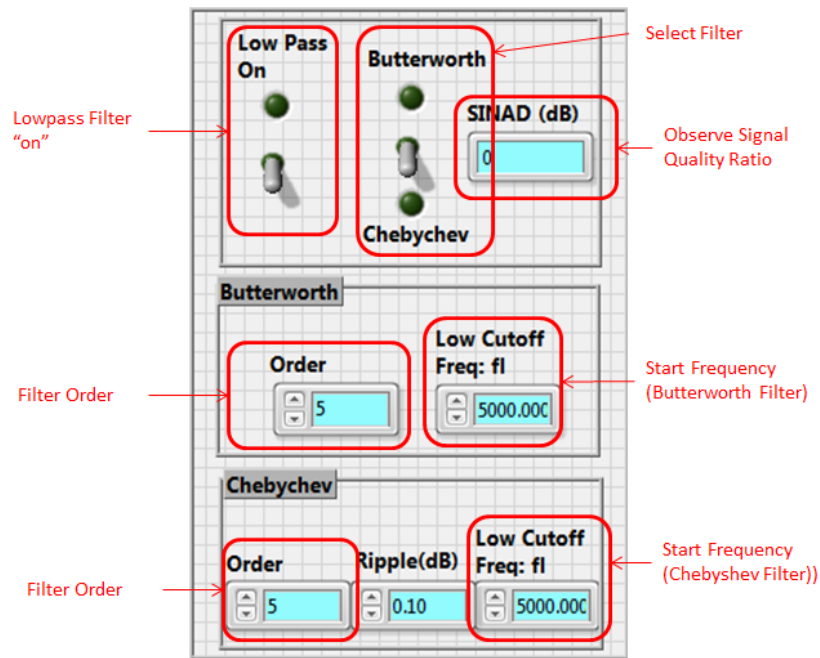 Low Pass
On
Butterworth
Select Filter
Lowpass Filter
"on"
SINAD (dB)
0
Observe Signal
Quality Ratio
Chebychev
Butterworth
Order
5
Low Cutoff
Freq: fl
5000.000
Filter Order
Start Frequency
(Butterworth Filter)
Chebychev
Order
5
Ripple(dB)
0.10
Low Cutoff
Freq: fl
5000.000
Filter Order
Start Frequency
(Chebyshev Filter))